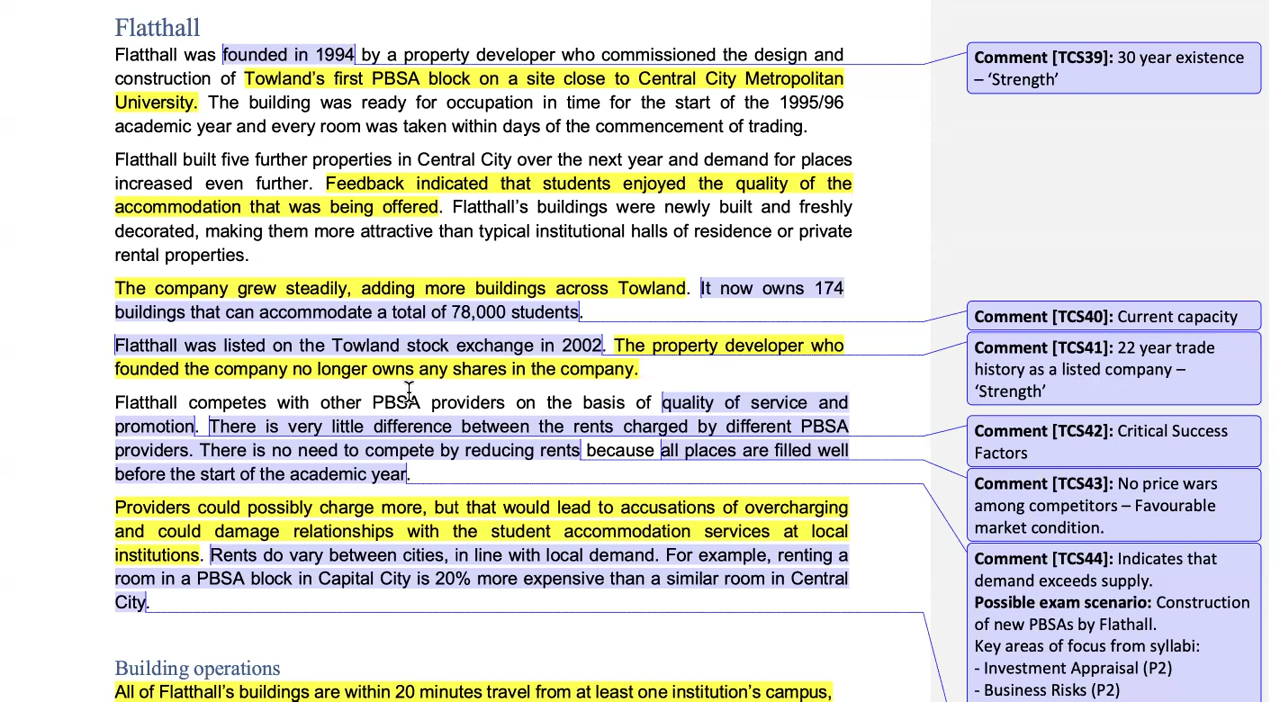 Flatthall
Flatthall was founded in 1994 by a property developer who commissioned the design and
construction of Towland's first PBSA block on a site close to Central City Metropolitan
University. The building was ready for occupation in time for the start of the 1995/96
academic year and every room was taken within days of the commencement of trading.
Flatthall built five further properties in Central City over the next year and demand for places
increased even further. Feedback indicated that students enjoyed the quality of the
accommodation that was being offered. Flatthall's buildings were newly built and freshly
decorated, making them more attractive than typical institutional halls of residence or private
rental properties.
The company grew steadily, adding more buildings across Towland. It now owns 174
buildings that can accommodate a total of 78,000 students.
Flatthall was listed on the Towland stock exchange in 2002. The property developer who
founded the company no longer owns any shares in the company.
Flatthall competes with other PBSA providers on the basis of quality of service and
promotion. There is very little difference between the rents charged by different PBSA
providers. There is no need to compete by reducing rents because all places are filled well
before the start of the academic year.
Providers could possibly charge more, but that would lead to accusations of overcharging
and could damage relationships with the student accommodation services at local
institutions. Rents do vary between cities, in line with local demand. For example, renting a
room in a PBSA block in Capital City is 20% more expensive than a similar room in Central
City.
Building operations
All of Flatthall's buildings are within 20 minutes travel from at least one institution's campus,
Comment [TCS39]: 30 year existence
– 'Strength'
Comment [TCS40]: Current capacity
Comment [TCS41]: 22 year trade
history as a listed company –
'Strength'
Comment [TCS42]: Critical Success
Factors
Comment [TCS43]: No price wars
among competitors – Favourable
market condition.
Comment [TCS44]: Indicates that
demand exceeds supply.
Possible exam scenario: Construction
of new PBSAs by Flathall.
Key areas of focus from syllabi:
- Investment Appraisal (P2)
- Business Risks (P2)